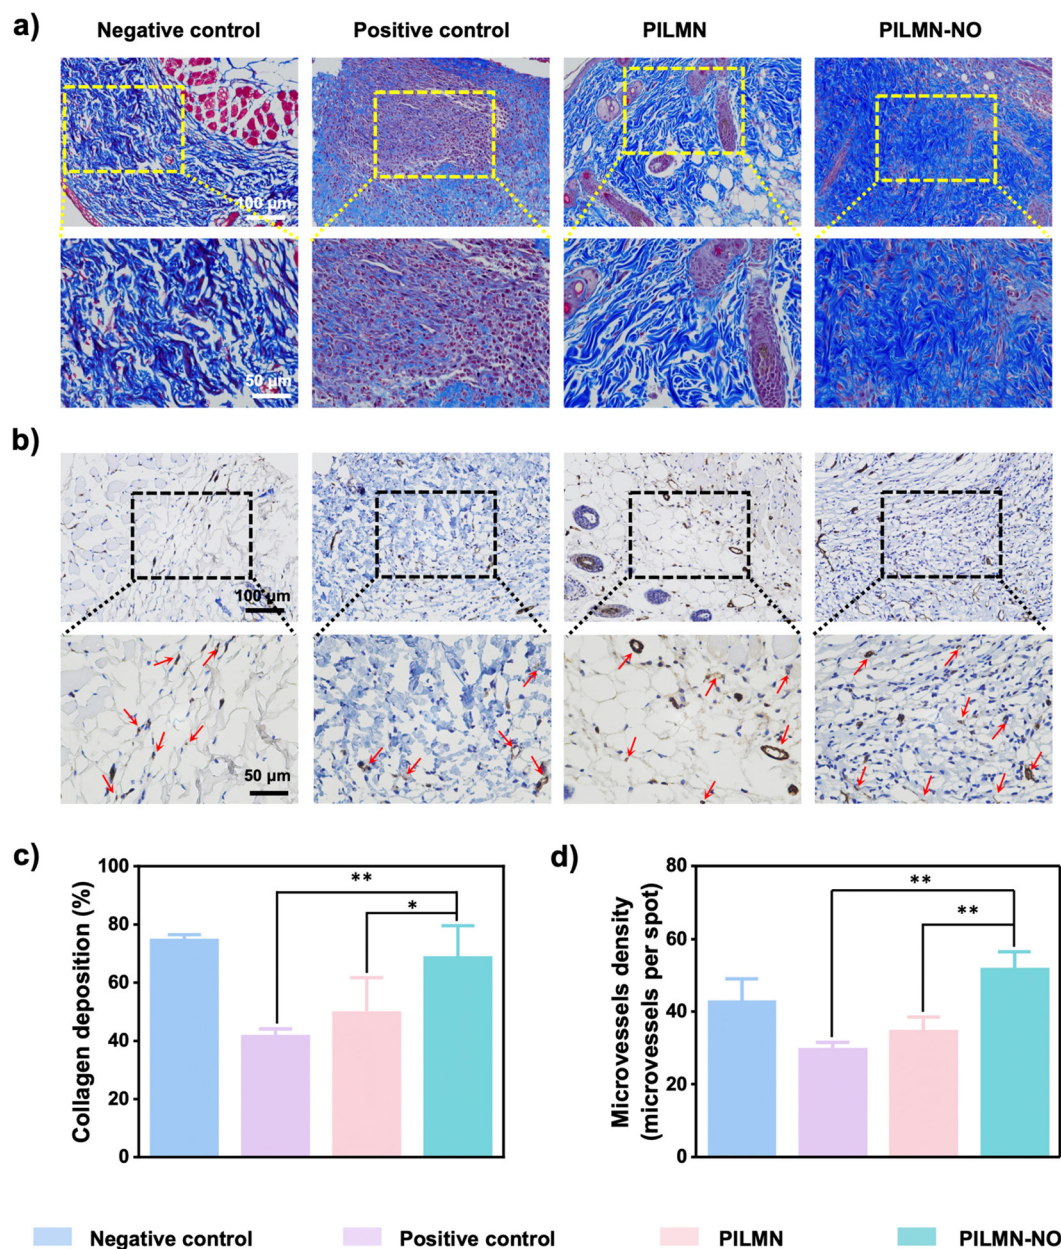 a)
Negative control
Positive control
PILMN
PILMN-NO
100 μm
50 μm
b)
100 μm
50 μm
c)
Collagen deposition (%)
100
80
60
40
20
0
**
*
d)
Microvessels density
(microvessels per spot)
80
60
40
20
0
**
**
Negative control
Positive control
PILMN
PILMN-NO